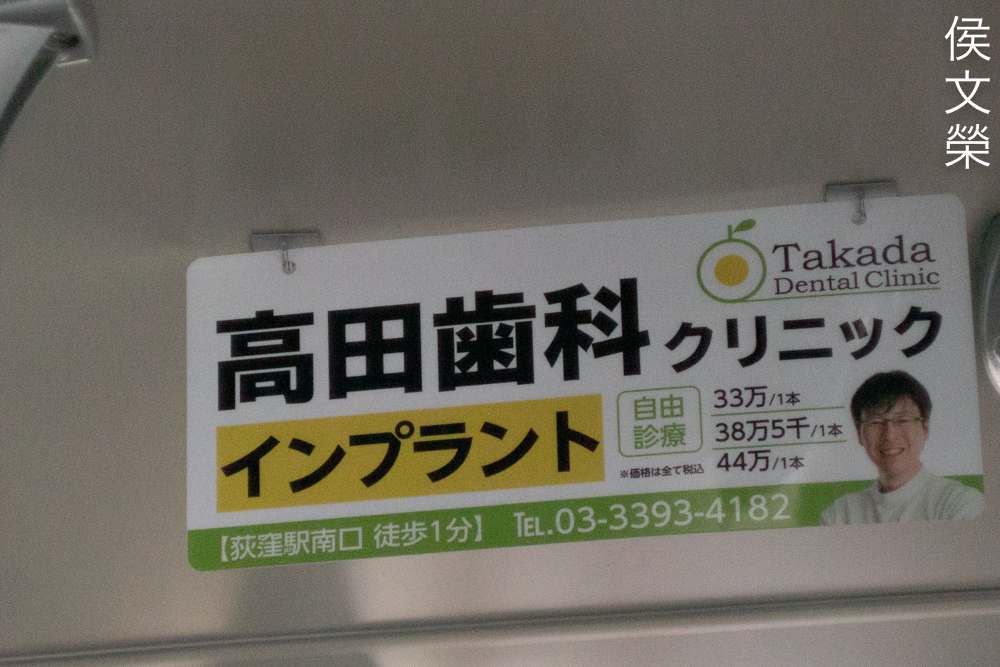 侯文榮
Takada
Dental Clinic
高田歯科クリニック
インプラント
自由
診療
33万/1本
38万5千/1本
44万/1本
※価格は全て税込
【荻窪駅南口 徒歩1分】 TEL.03-3393-4182